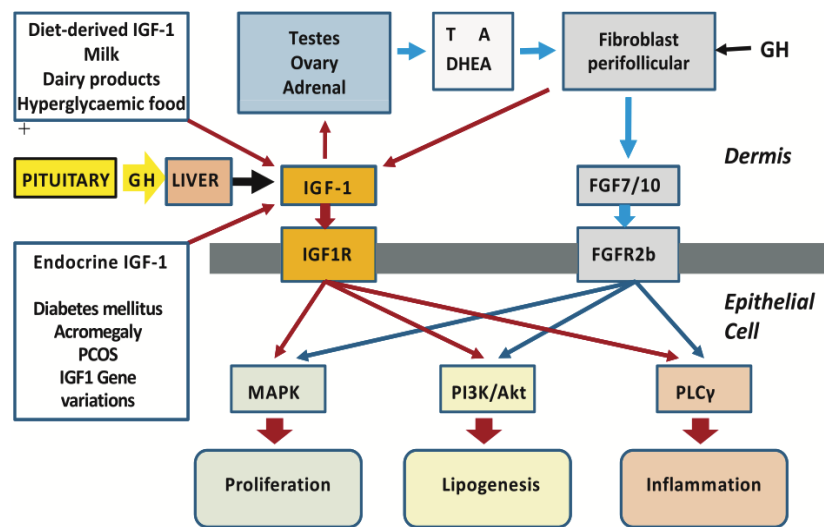 Diet-derived IGF-1
Milk
Dairy products
Hyperglycaemic food
+
Testes
Ovary
Adrenal
T A
DHEA
Fibroblast
perifollicular
GH
Dermis
PITUITARY
GH
LIVER
IGF-1
FGF7/10
IGF1R
FGFR2b
Endocrine IGF-1
Diabetes mellitus
Acromegaly
PCOS
IGF1 Gene
variations
Epithelial
Cell
MAPK
PI3K/Akt
PLCγ
Proliferation
Lipogenesis
Inflammation